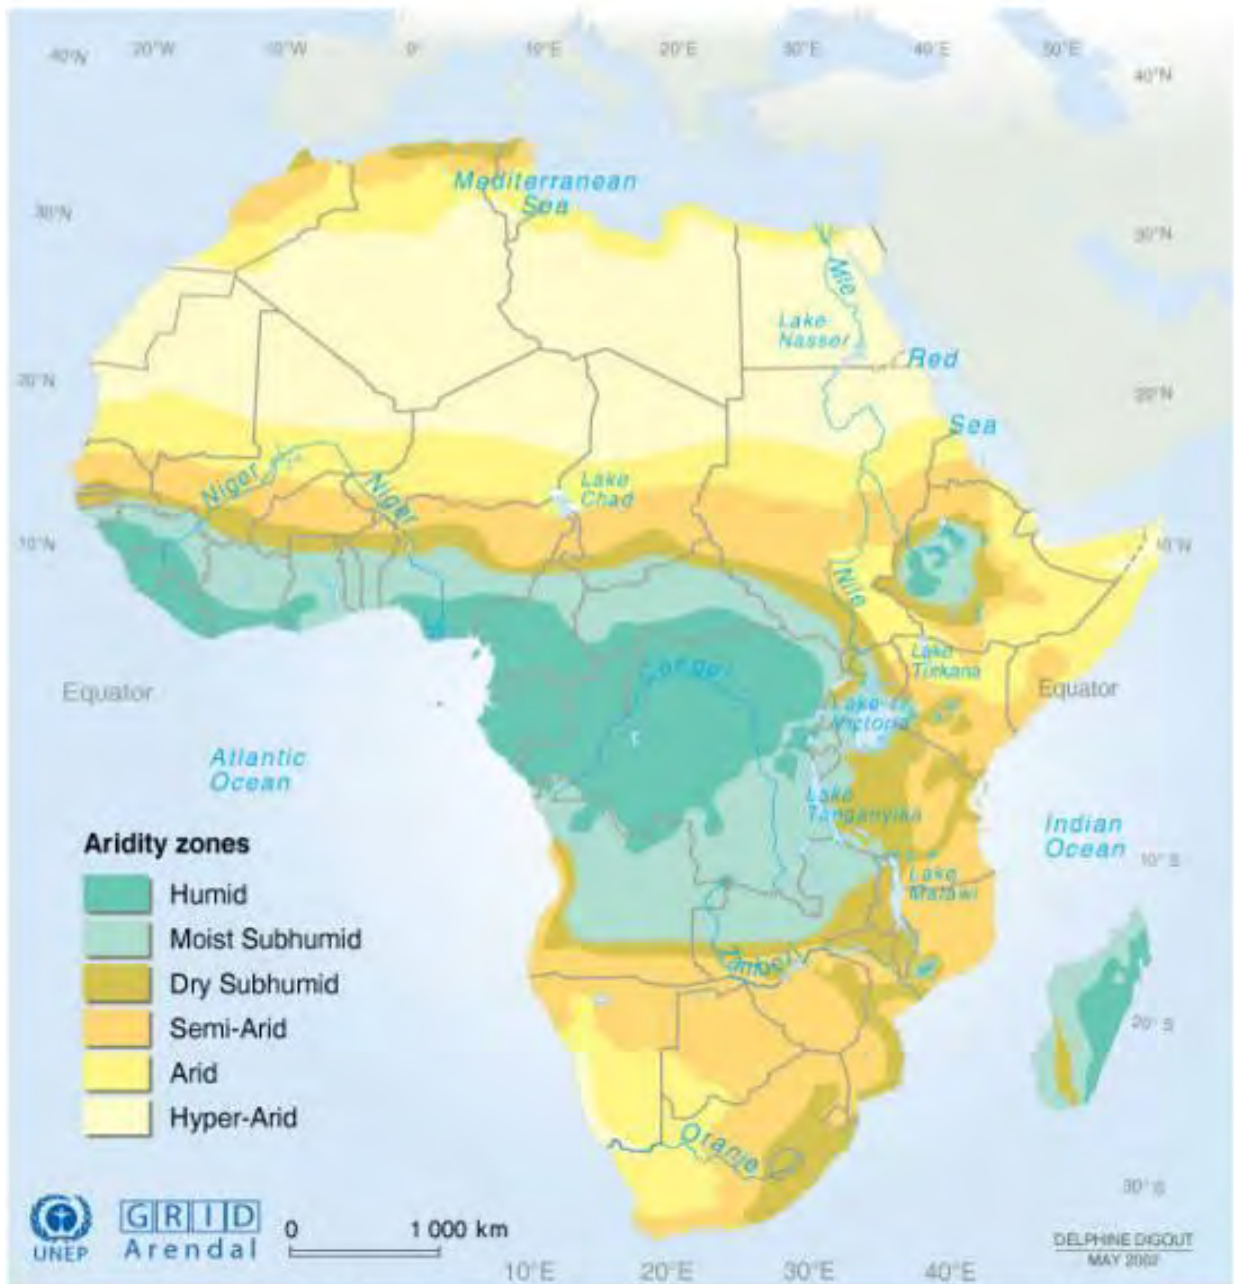 40°N 20°W 10°W 0° 10°E 20°E 30°E 40°E 50°E
40°N
Mediterranean
Sea
30°N
30°N
Nile
Lake
Nasser
Red
20°N
20°N
Sea
Niger
Niger
Lake
Chad
10°N
10°N
Nile
Lake
Turkana
Congo
Equator
Equator
Lake
Victoria
Atlantic
Ocean
Lake
Tanganyika
Indian
Ocean
Aridity zones
10° S
Lake
Malawi
Humid
Moist Subhumid
Zambezi
Dry Subhumid
Semi-Arid
20° S
Arid
Hyper-Arid
Oranje
30° S
UNEP
GRID
Arendal
0 1 000 km
DELPHINE DIGOUT
MAY 2002
10°E 20°E 30°E 40°E